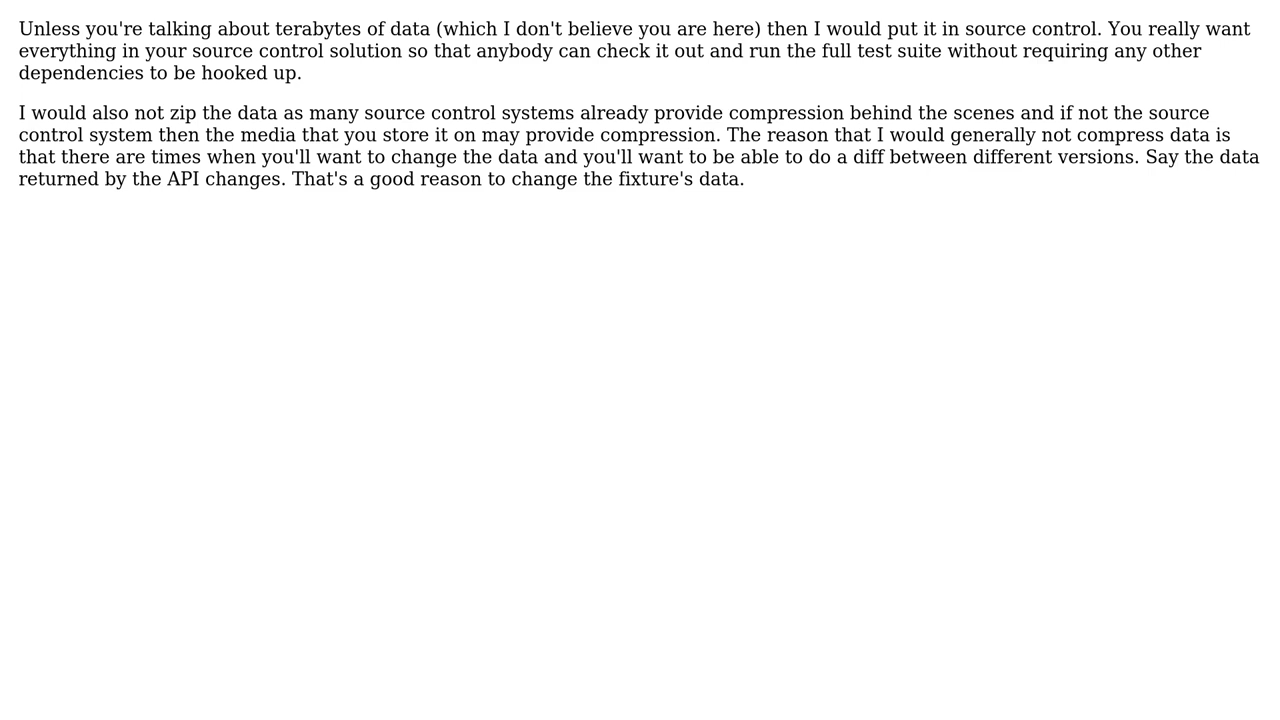 Unless you're talking about terabytes of data (which I don't believe you are here) then I would put it in source control. You really want
everything in your source control solution so that anybody can check it out and run the full test suite without requiring any other
dependencies to be hooked up.
I would also not zip the data as many source control systems already provide compression behind the scenes and if not the source
control system then the media that you store it on may provide compression. The reason that I would generally not compress data is
that there are times when you'll want to change the data and you'll want to be able to do a diff between different versions. Say the data
returned by the API changes. That's a good reason to change the fixture's data.